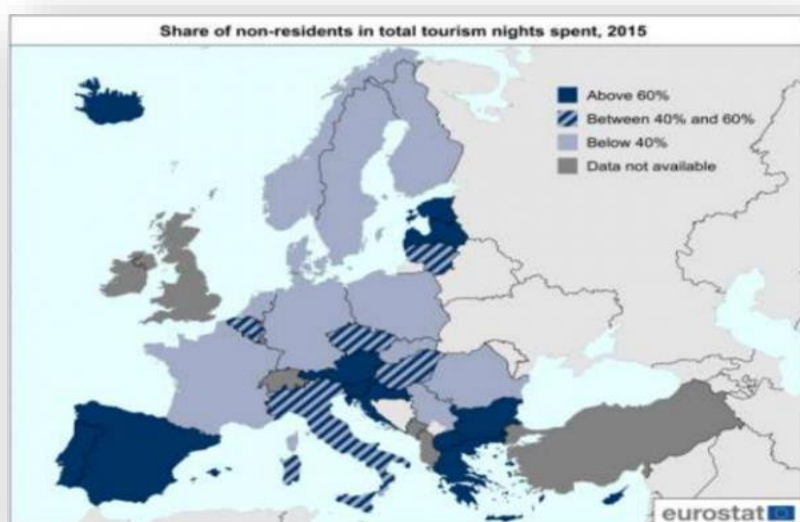 Share of non-residents in total tourism nights spent, 2015
Above 60%
Between 40% and 60%
Below 40%
Data not available
eurostat